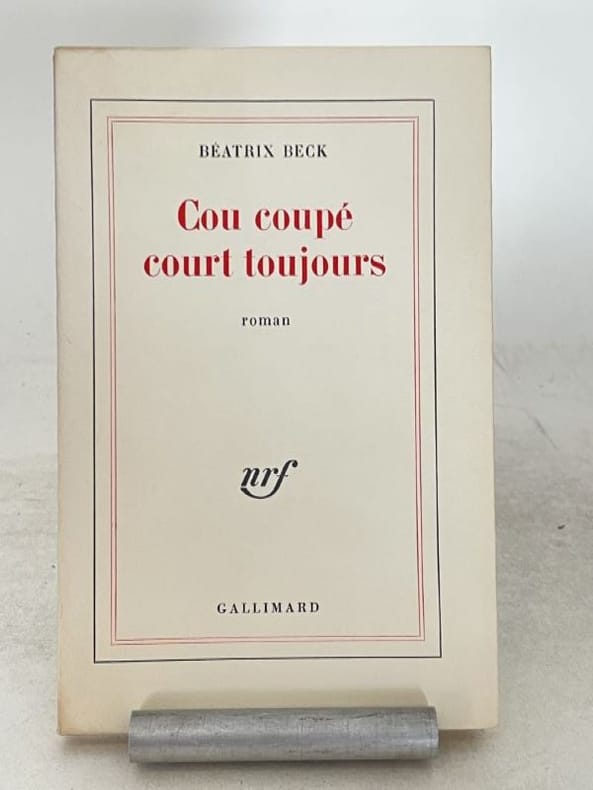 BÉATRIX BECK
Cou coupé
court toujours
roman
nrf
GALLIMARD